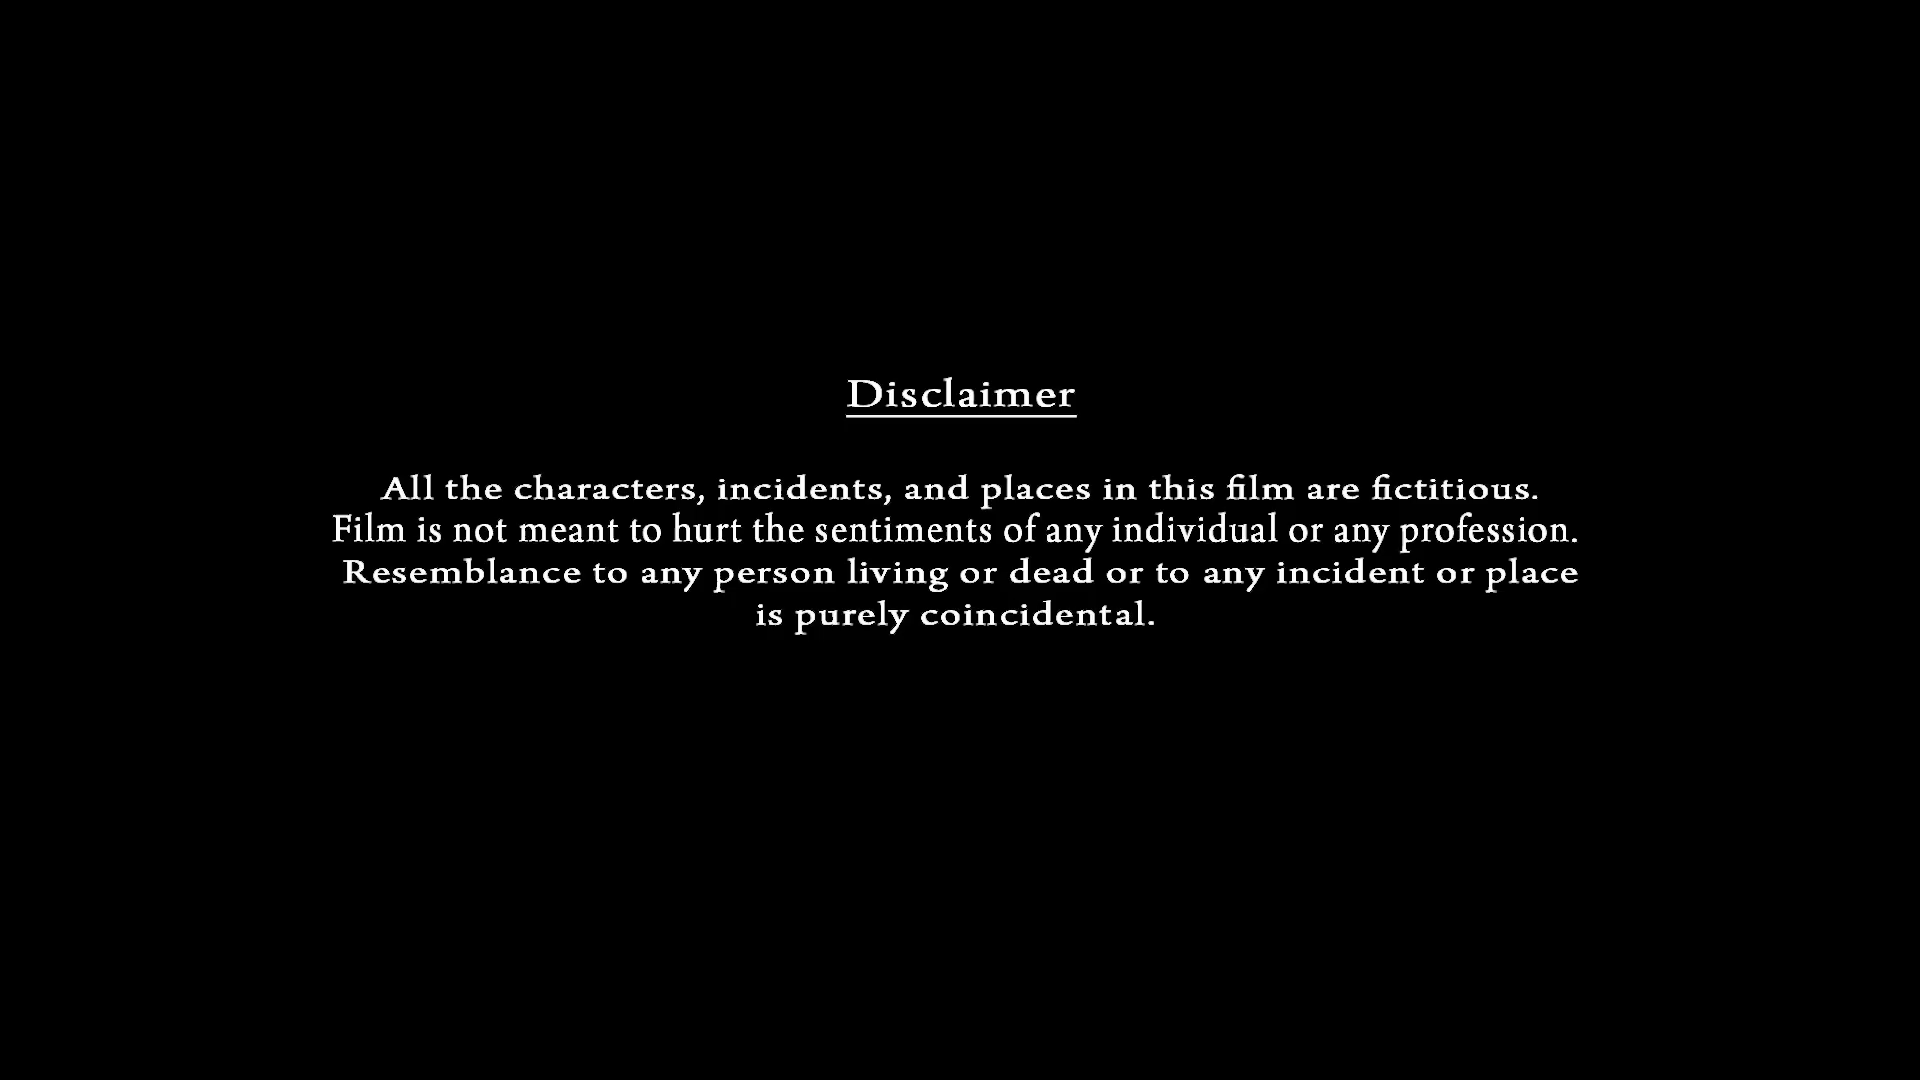 Disclaimer
All the characters, incidents, and places in this film are fictitious.
Film is not meant to hurt the sentiments of any individual or any profession.
Resemblance to any person living or dead or to any incident or place
is purely coincidental.